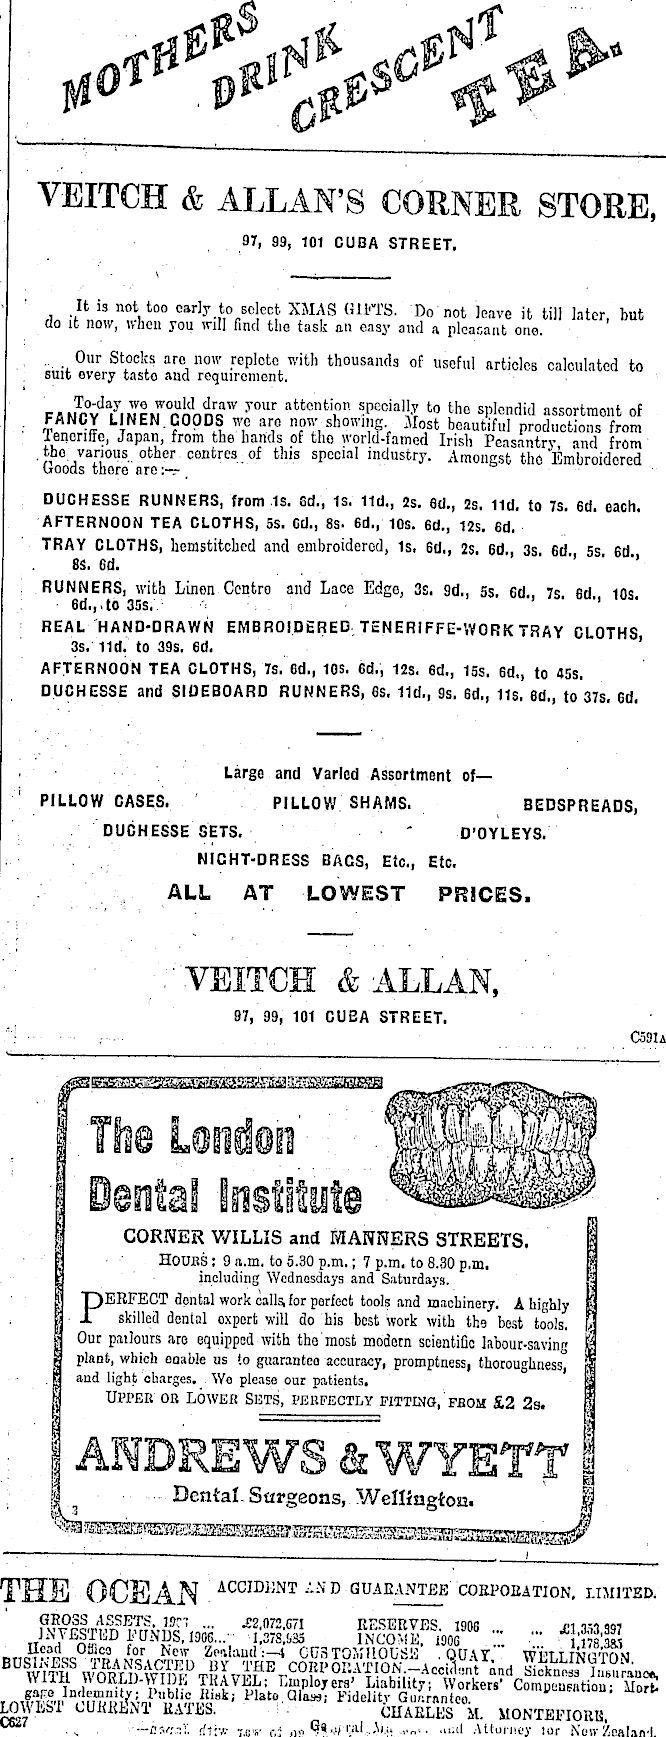 MOTHERS
DRINK
CRESCENT
TEA.
VEITCH & ALLAN'S CORNER STORE,
97, 99, 101 CUBA STREET.
It is not too early to select XMAS GIFTS. Do not leave it till later, but
do it now, when you will find the task an easy and a pleasant one.
Our Stocks are now replete with thousands of useful articles calculated to
suit every taste and requirement.
To-day we would draw your attention specially to the splendid assortment of
FANCY LINEN GOODS we are now showing. Most beautiful productions from
Teneriffe, Japan, from the hands of the world-famed Irish Peasantry, and from
the various other centres of this special industry. Amongst the Embroidered
Goods there are:—
DUCHESSE RUNNERS, from 1s. 6d., 1s. 11d., 2s. 6d., 2s. 11d. to 7s. 6d. each.
AFTERNOON TEA CLOTHS, 5s. 6d., 8s. 6d., 10s. 6d., 12s. 6d.
TRAY CLOTHS, hemstitched and embroidered, 1s. 6d., 2s. 6d., 3s. 6d., 5s. 6d.,
8s. 6d.
RUNNERS, with Linen Centre and Lace Edge, 3s. 9d., 5s. 6d., 7s. 6d., 10s.
6d., to 35s.
REAL HAND-DRAWN EMBROIDERED TENERIFFE-WORK TRAY CLOTHS,
3s. 11d. to 39s. 6d.
AFTERNOON TEA CLOTHS, 7s. 6d., 10s. 6d., 12s. 6d., 15s. 6d., to 45s.
DUCHESSE and SIDEBOARD RUNNERS, 6s. 11d., 9s. 6d., 11s. 6d., to 37s. 6d.
Large and Varied Assortment of—
PILLOW CASES. PILLOW SHAMS. BEDSPREADS,
DUCHESSE SETS. D'OYLEYS.
NIGHT-DRESS BAGS, Etc., Etc.
ALL AT LOWEST PRICES.
VEITCH & ALLAN,
97, 99, 101 CUBA STREET.
C591A
The London
Dental Institute
CORNER WILLIS and MANNERS STREETS.
HOURS: 9 a.m. to 5.30 p.m.; 7 p.m. to 8.30 p.m.
including Wednesdays and Saturdays.
PERFECT dental work calls for perfect tools and machinery. A highly
skilled dental expert will do his best work with the best tools.
Our parlours are equipped with the most modern scientific labour-saving
plant, which enable us to guarantee accuracy, promptness, thoroughness,
and light charges. We please our patients.
UPPER OR LOWER SETS, PERFECTLY FITTING, FROM £2 2s.
ANDREWS & WYETT
Dental Surgeons, Wellington.
3
THE OCEAN ACCIDENT AND GUARANTEE CORPORATION, LIMITED.
GROSS ASSETS, ... £2,072,671 RESERVES, 1906 ... ... £1,353,397
INVESTED FUNDS, 1906... 1,378,935 INCOME, 1906 ... ... 1,178,385
Head Office for New Zealand:—4 CUSTOMHOUSE QUAY, WELLINGTON.
BUSINESS TRANSACTED BY THE CORPORATION.—Accident and Sickness Insurance,
WITH WORLD-WIDE TRAVEL; Employers' Liability; Workers' Compensation; Mort-
gage Indemnity; Public Risk; Plate Glass; Fidelity Guarantee.
LOWEST CURRENT RATES. CHARLES M. MONTEFIORE,
C627 General and Attorney for New Zealand.